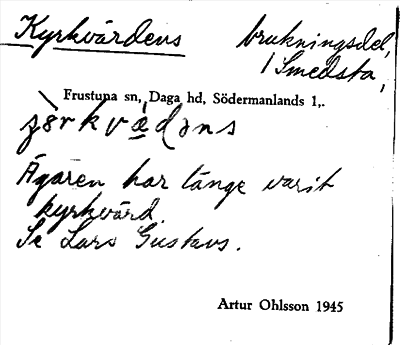 Kyrkvärdens brukningsdel,
i Smedsta,
Frustuna sn, Daga hd, Södermanlands l,.
Ägaren har länge varit
kyrkvärd.
Se Lars Gustavs.
Artur Ohlsson 1945